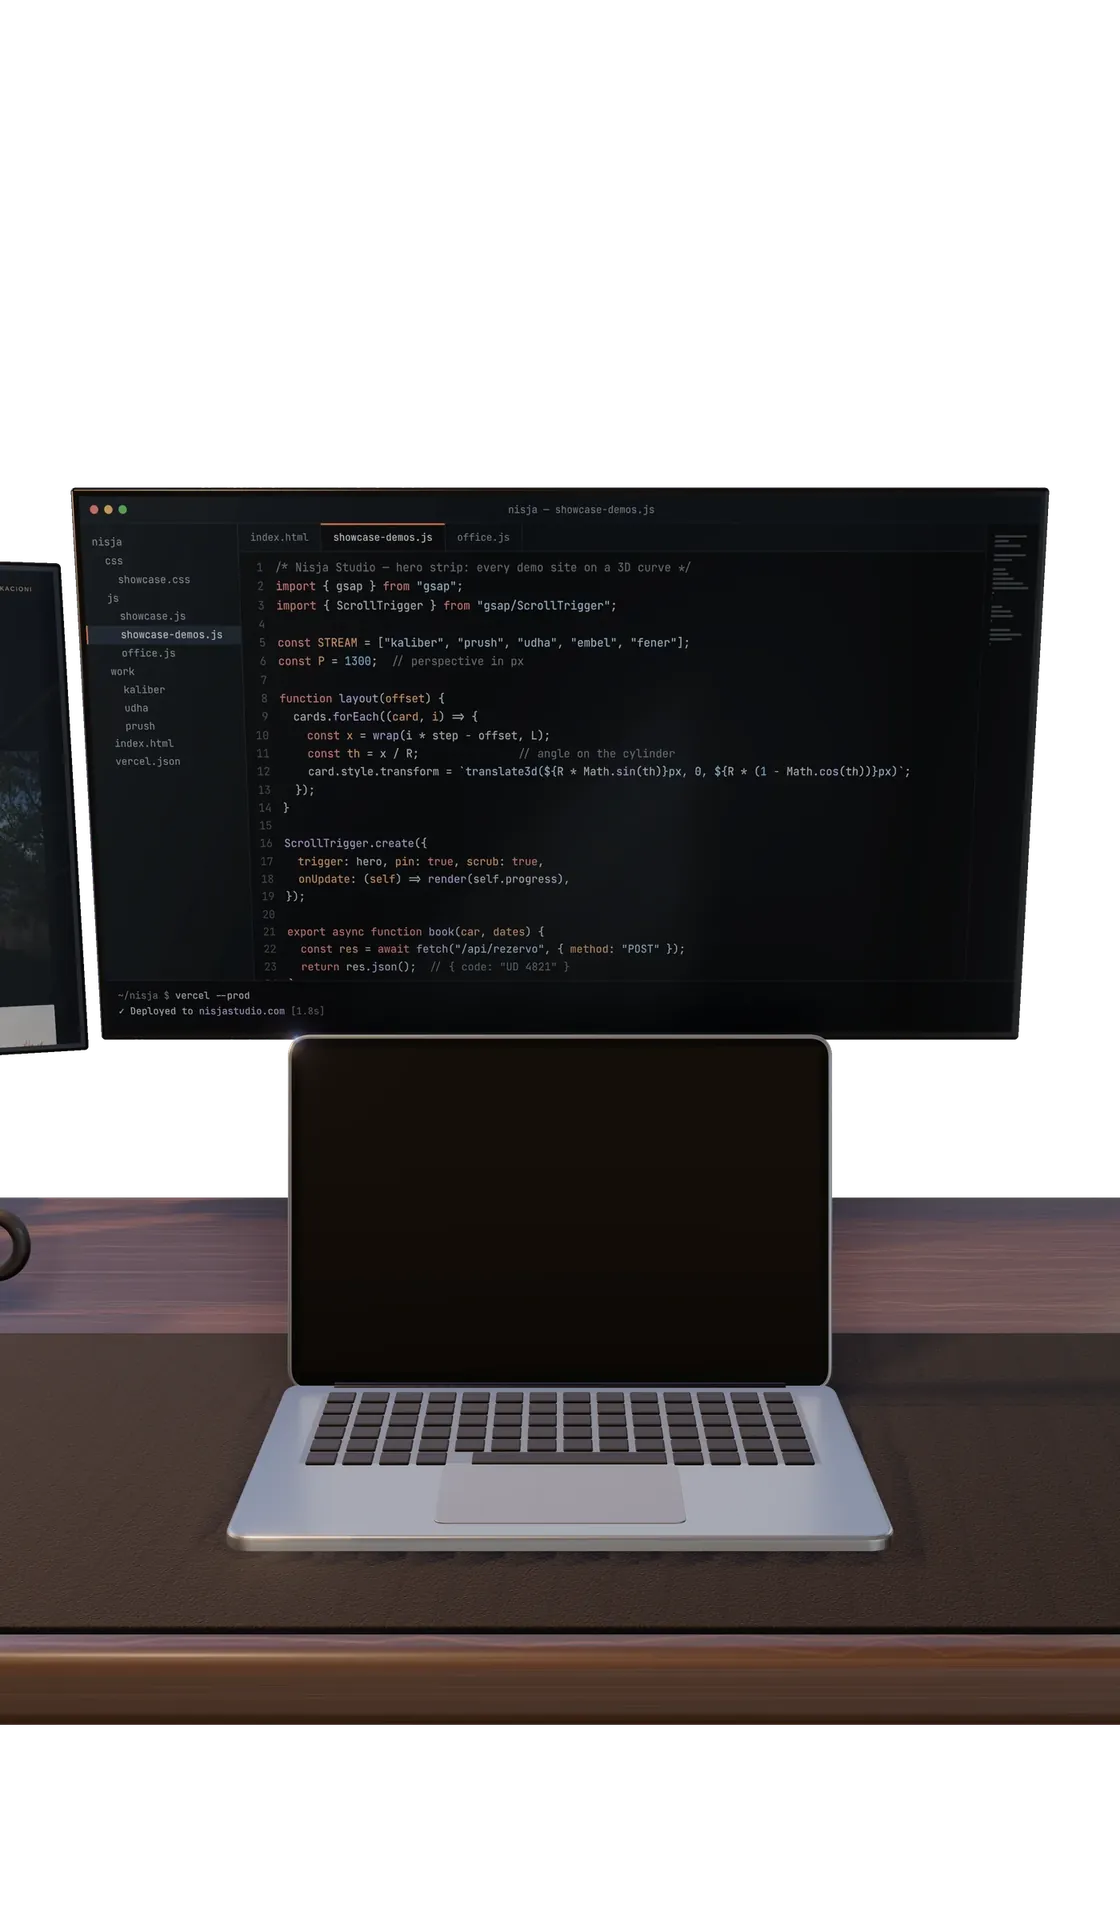 KACIONI
nisja — showcase-demos.js
nisja
css
showcase.css
js
showcase.js
showcase-demos.js
office.js
work
kaliber
udha
prush
index.html
vercel.json
index.html showcase-demos.js office.js
1 /* Nisja Studio — hero strip: every demo site on a 3D curve */
2 import { gsap } from "gsap";
3 import { ScrollTrigger } from "gsap/ScrollTrigger";
4
5 const STREAM = ["kaliber", "prush", "udha", "embel", "fener"];
6 const P = 1300; // perspective in px
7
8 function layout(offset) {
9 cards.forEach((card, i) => {
10 const x = wrap(i * step - offset, L);
11 const th = x / R; // angle on the cylinder
12 card.style.transform = `translate3d(${R * Math.sin(th)}px, 0, ${R * (1 - Math.cos(th))}px)`;
13 });
14 }
15
16 ScrollTrigger.create({
17 trigger: hero, pin: true, scrub: true,
18 onUpdate: (self) => render(self.progress),
19 });
20
21 export async function book(car, dates) {
22 const res = await fetch("/api/rezervo", { method: "POST" });
23 return res.json(); // { code: "UD 4821" }
~/nisja $ vercel --prod
✓ Deployed to nisjastudio.com [1.8s]